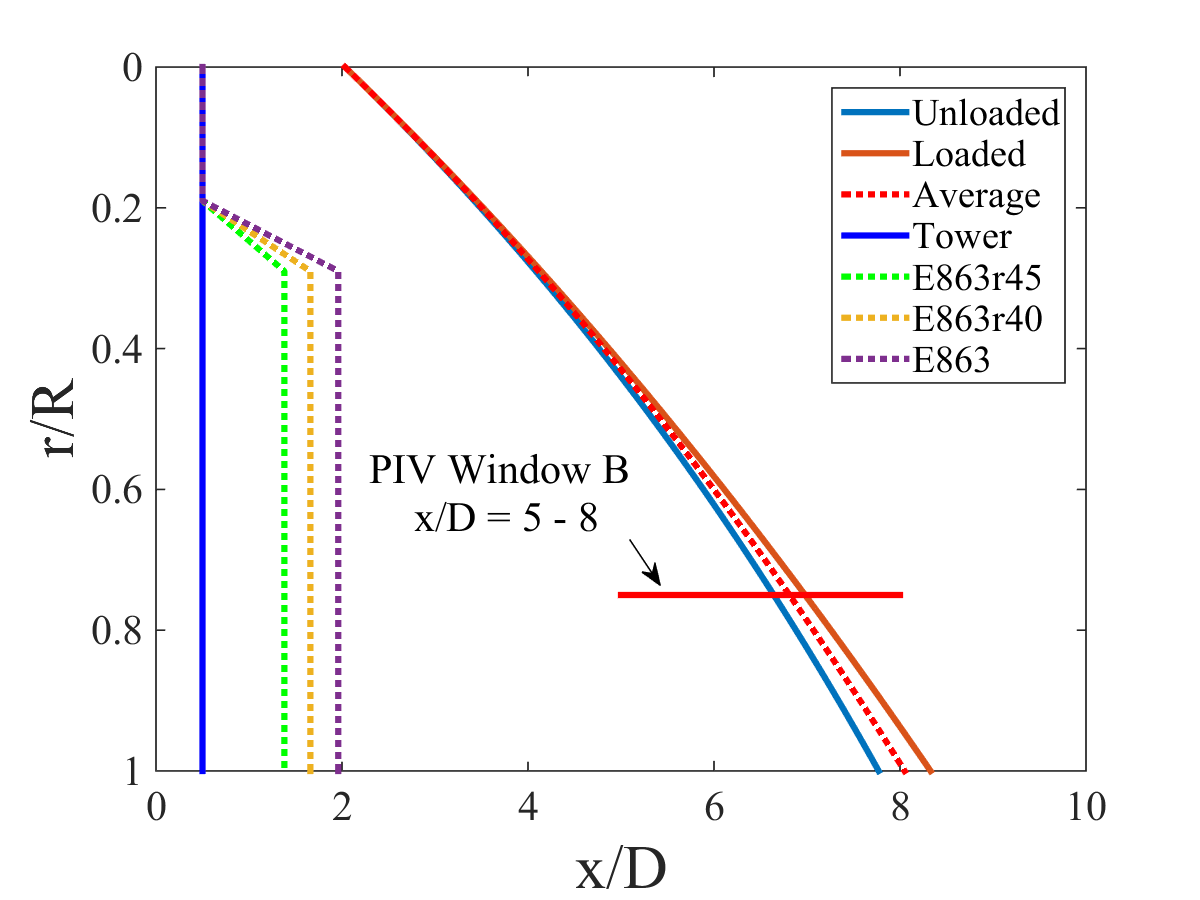 0
0.2
0.4
0.6
0.8
1
r/R
Unloaded
Loaded
Average
Tower
E863r45
E863r40
E863
PIV Window B
x/D = 5 - 8
0
2
4
6
8
10
x/D